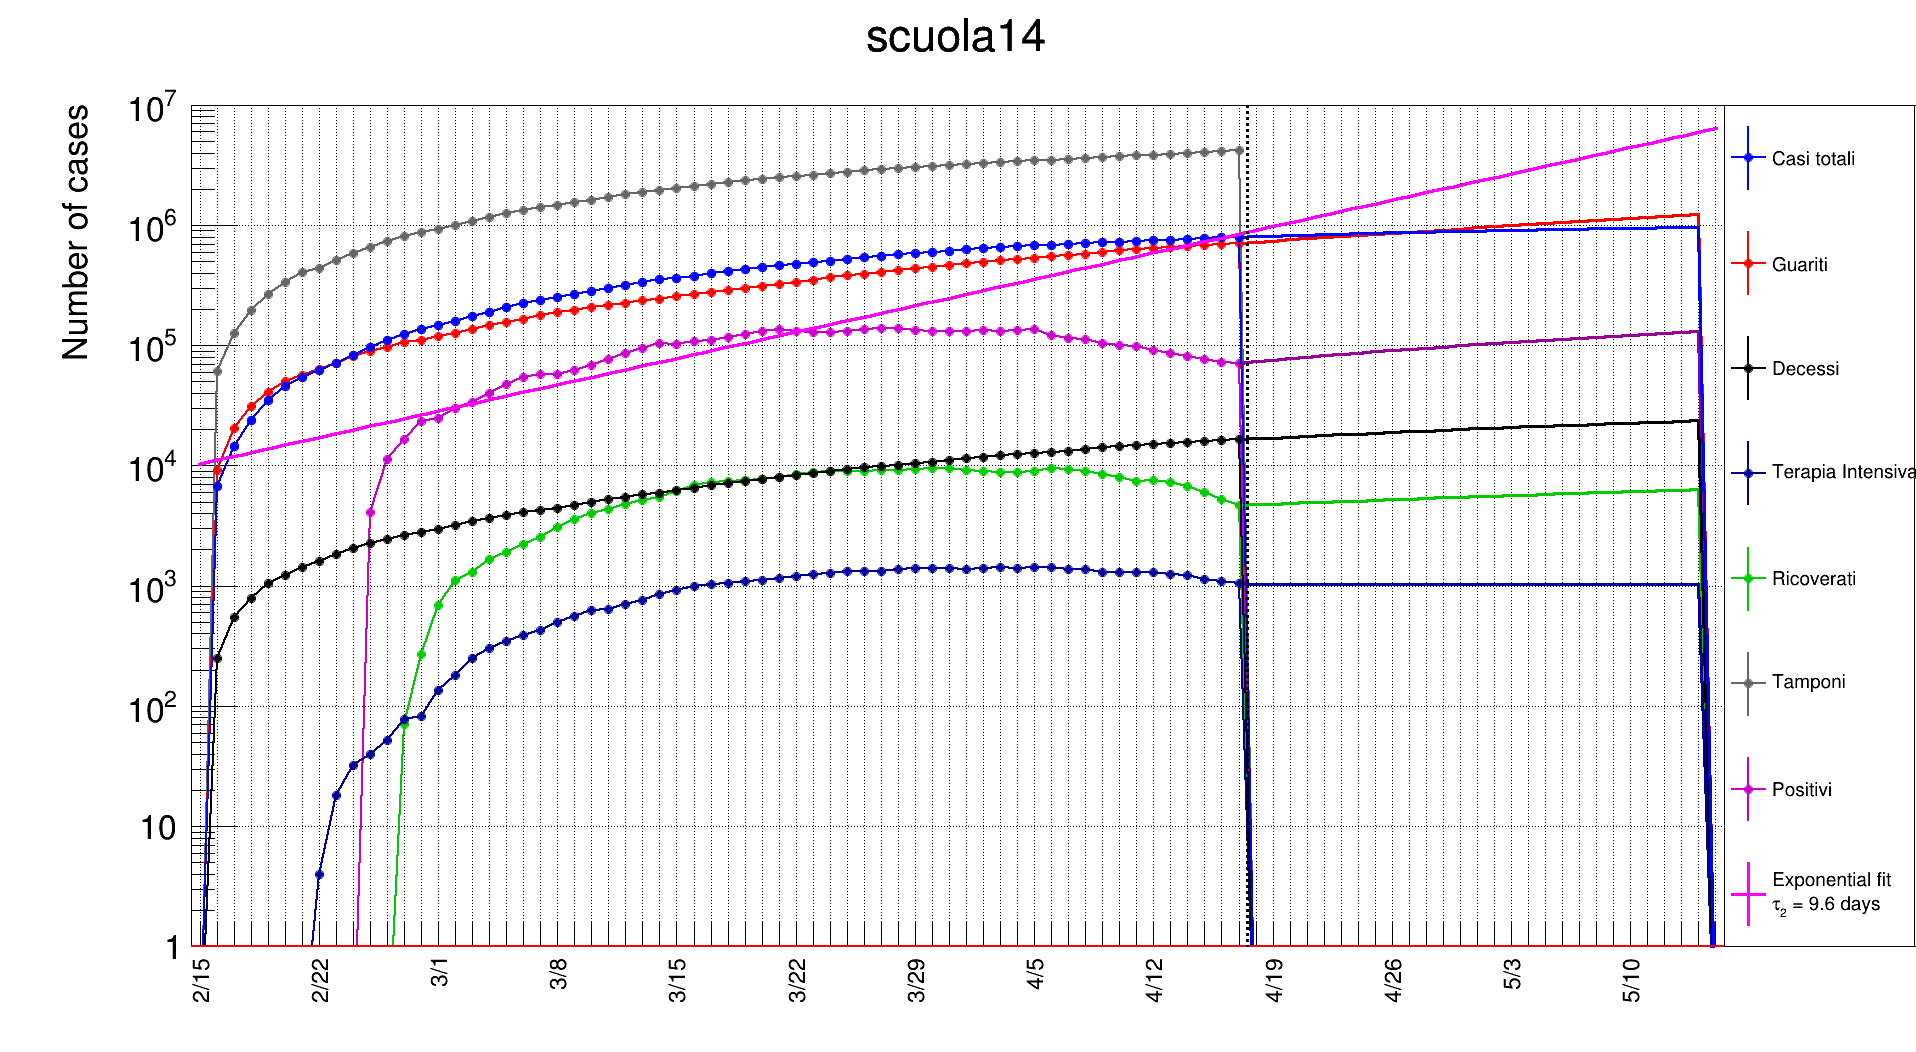 scuola14
Number of cases
10^7
10^6
10^5
10^4
10^3
10^2
10
1
2/15
2/22
3/1
3/8
3/15
3/22
3/29
4/5
4/12
4/19
4/26
5/3
5/10
Casi totali
Guariti
Decessi
Terapia Intensiva
Ricoverati
Tamponi
Positivi
Exponential fit
τ_2 = 9.6 days